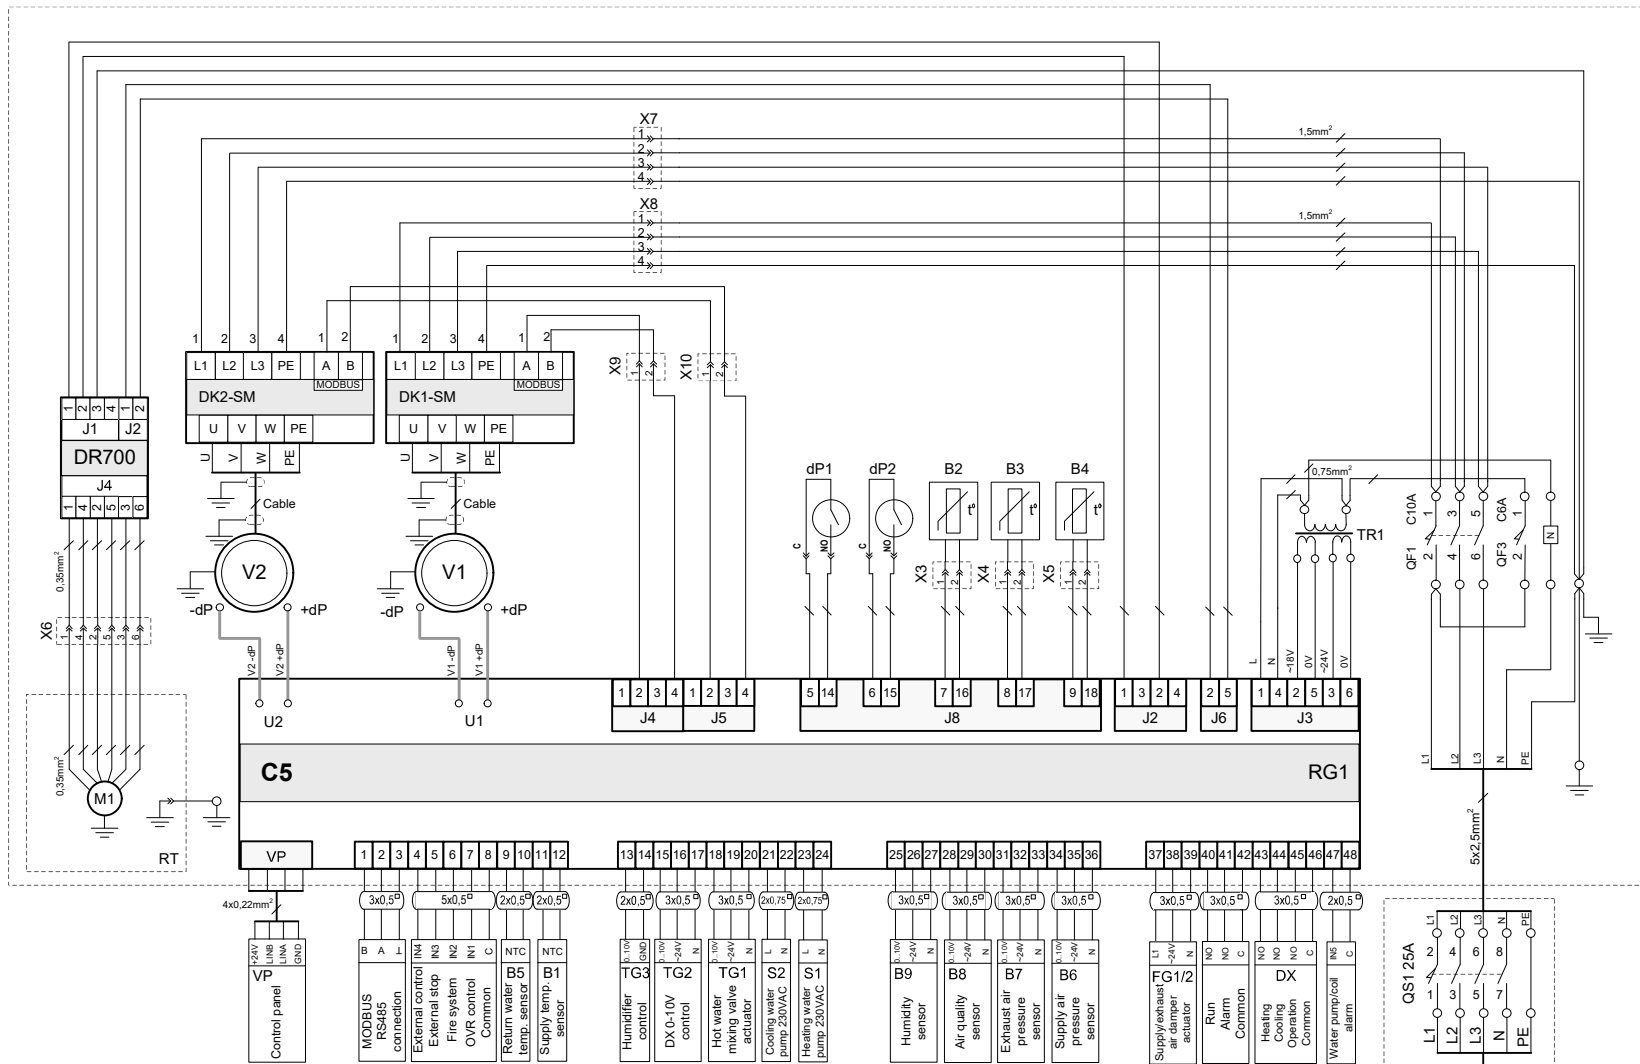 X7
1
2
3
4
1,5mm²
X8
1
2
3
4
1,5mm²
1 2 3 4 1 2
L1 L2 L3 PE A B
MODBUS
DK2-SM
U V W PE
U V W PE
Cable
V2
-dP +dP
V2 -dP
V2 +dP
U2
1 2 3 4 1 2
L1 L2 L3 PE A B
MODBUS
DK1-SM
U V W PE
U V W PE
Cable
V1
-dP +dP
V1 -dP
V1 +dP
U1
X9
1 2
X10
1 2
1 2 3 4 1 2
J1 J2
DR700
J4
1 4 2 5 3 6
0,35mm²
X6
1 4 2 5 3 6
0,35mm²
M1
RT
dP1
C NO
dP2
C NO
B2
t°
X3
1 2
B3
t°
X4
1 2
B4
t°
X5
1 2
0,75mm²
TR1
C10A
QF1
1 3 5
2 4 6
C6A
QF3
1
2
N
L
N
~18V
0V
~24V
0V
1 2 3 4
J4
1 2 3 4
J5
5 14 6 15 7 16 8 17 9 18
J8
1 3 2 4
J2
2 5
J6
1 4 2 5 3 6
J3
C5
RG1
L1 L2 L3 N PE
5x2,5mm²
VP
1 2 3 4 5 6 7 8 9 10 11 12
13 14 15 16 17 18 19 20 21 22 23 24
25 26 27 28 29 30 31 32 33 34 35 36
37 38 39 40 41 42 43 44 45 46 47 48
4x0,22mm²
3x0,5
5x0,5
2x0,5
2x0,5
2x0,5
3x0,5
3x0,5
2x0,75
2x0,75
3x0,5
3x0,5
3x0,5
3x0,5
3x0,5
3x0,5
3x0,5
2x0,5
+24V
LINB
LINA
GND
VP
Control panel
B A ⊥
MODBUS
RS485
connection
IN4 IN3 IN2 IN1 C
External control
External stop
Fire system
OVR control
Common
NTC
B5
Return water
temp. sensor
NTC
B1
Supply temp.
sensor
0..10V GND
TG3
Humidifier
control
0..10V ~24V N
TG2
DX 0-10V
control
0..10V ~24V N
TG1
Hot water
mixing valve
actuator
L N
S2
Cooling water
pump 230VAC
L N
S1
Heating water
pump 230VAC
0..10V ~24V N
B9
Humidity
sensor
0..10V ~24V N
B8
Air quality
sensor
0..10V ~24V N
B7
Exhaust air
pressure
sensor
0..10V ~24V N
B6
Supply air
pressure
sensor
L1 ~24V N
FG1/2
Supply/exhaust
air damper
actuator
NO NO C
Run
Alarm
Common
NO NO NO C
DX
Heating
Cooling
Operation
Common
IN5 C
Water pump/coil
alarm
QS1 25A
L1 L2 L3 N PE
2 4 6 8
1 3 5 7
L1 L2 L3 N PE